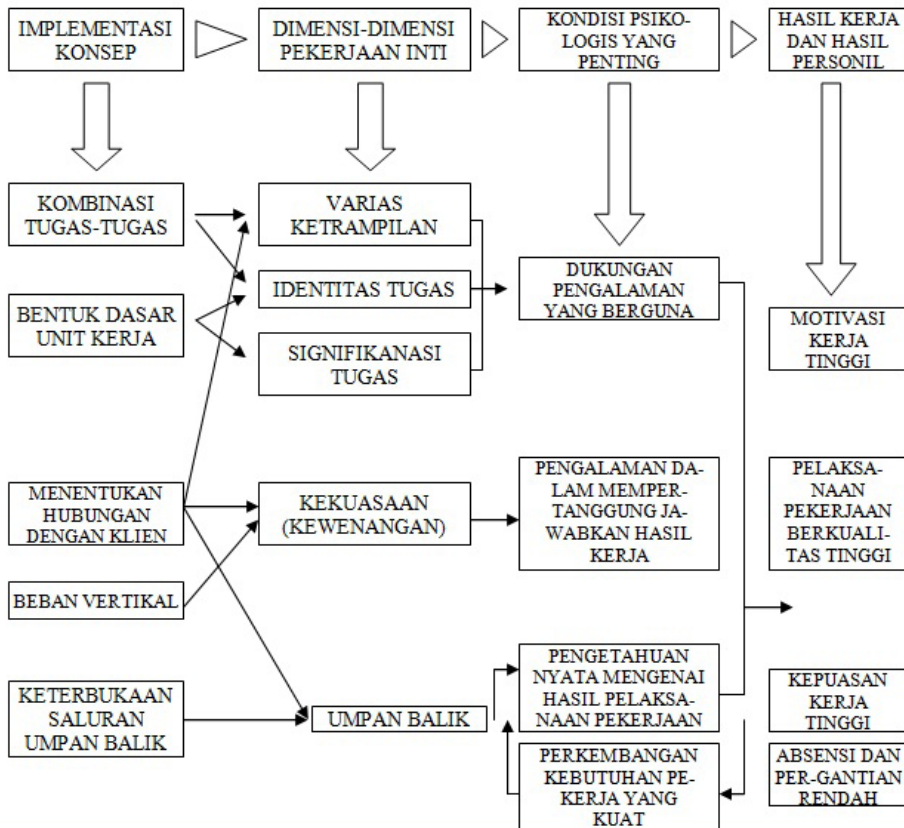 IMPLEMENTASI
KONSEP
DIMENSI-DIMENSI
PEKERJAAN INTI
KONDISI PSIKO-
LOGIS YANG
PENTING
HASIL KERJA
DAN HASIL
PERSONIL
KOMBINASI
TUGAS-TUGAS
BENTUK DASAR
UNIT KERJA
MENENTUKAN
HUBUNGAN
DENGAN KLIEN
BEBAN VERTIKAL
KETERBUKAAN
SALURAN
UMPAN BALIK
VARIAS
KETRAMPILAN
IDENTITAS TUGAS
SIGNIFIKANASI
TUGAS
KEKUASAAN
(KEWENANGAN)
UMPAN BALIK
DUKUNGAN
PENGALAMAN
YANG BERGUNA
PENGALAMAN DA-
LAM MEMPER-
TANGGUNG JA-
WABKAN HASIL
KERJA
PENGETAHUAN
NYATA MENGENAI
HASIL PELAKSA-
NAAN PEKERJAAN
PERKEMBANGAN
KEBUTUHAN PE-
KERJA YANG
KUAT
MOTIVASI
KERJA
TINGGI
PELAKSA-
NAAN
PEKERJAAN
BERKUALI-
TAS TINGGI
KEPUASAN
KERJA
TINGGI
ABSENSI DAN
PER-GANTIAN
RENDAH